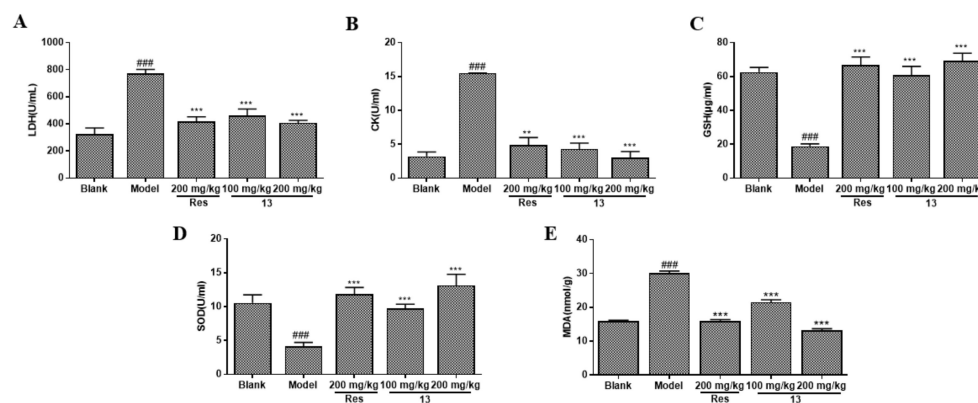 A
LDH(U/mL)
1000
800
600
400
200
0
###
***
***
***
Blank
Model
200 mg/kg
100 mg/kg
200 mg/kg
Res
13
B
CK(U/ml)
20
15
10
5
0
###
**
***
***
Blank
Model
200 mg/kg
100 mg/kg
200 mg/kg
Res
13
C
GSH(μg/ml)
80
60
40
20
0
###
***
***
***
Blank
Model
200 mg/kg
100 mg/kg
200 mg/k
Res
13
D
SOD(U/ml)
20
15
10
5
0
###
***
***
***
Blank
Model
200 mg/kg
100 mg/kg
200 mg/kg
Res
13
E
MDA(nmol/g)
40
30
20
10
0
###
***
***
***
Blank
Model
200 mg/kg
100 mg/kg
200 mg/kg
Res
13